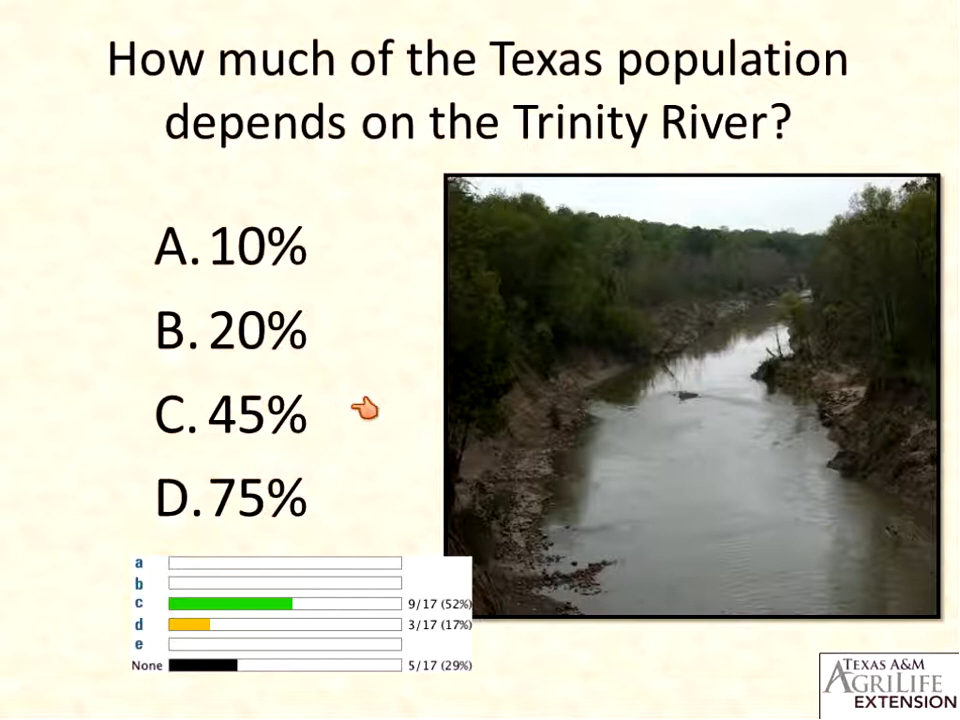 How much of the Texas population
depends on the Trinity River?
A. 10%
B. 20%
C. 45%
D. 75%
a
b
c 9/17 (52%)
d 3/17 (17%)
e
None 5/17 (29%)
TEXAS A&M
AGRILIFE
EXTENSION